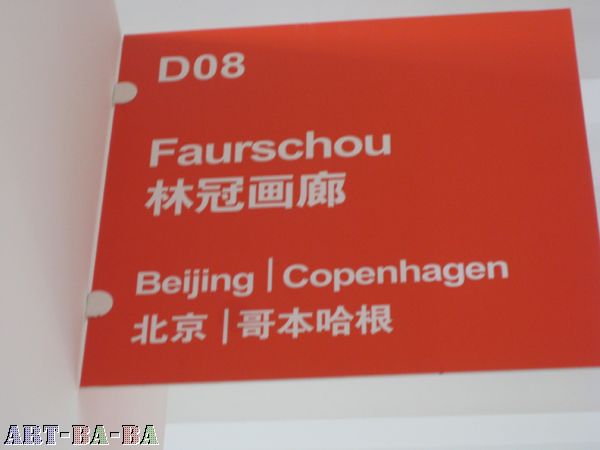 D08
Faurschou
林冠画廊
Beijing | Copenhagen
北京 | 哥本哈根
ART-BA-BA